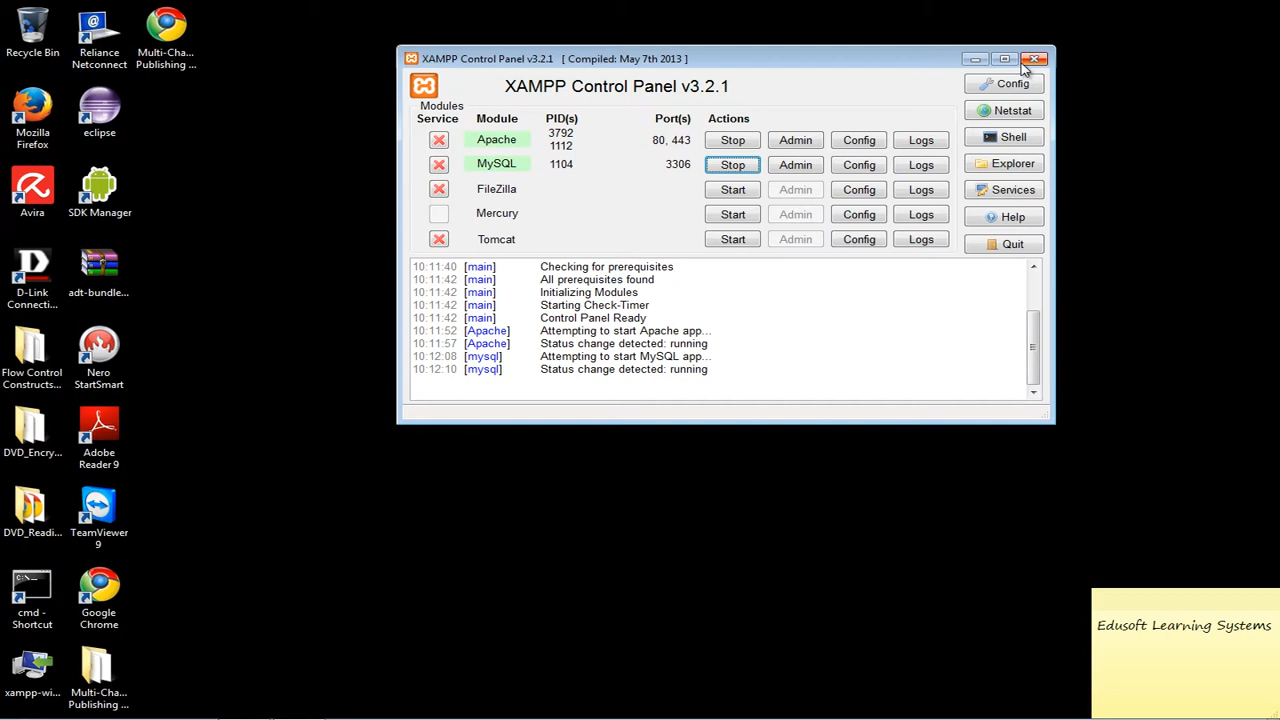 Recycle Bin
Reliance
Netconnect
Multi-Cha...
Publishing ...
Mozilla
Firefox
eclipse
Avira
SDK Manager
D-Link
Connecti...
adt-bundle...
Flow Control
Constructs...
Nero
StartSmart
DVD_Encry...
Adobe
Reader 9
DVD_Readi...
TeamViewer
9
cmd -
Shortcut
Google
Chrome
xampp-wi...
Multi-Cha...
Publishing ...
XAMPP Control Panel v3.2.1 [ Compiled: May 7th 2013 ]
XAMPP Control Panel v3.2.1
Config
Modules
Service Module PID(s) Port(s) Actions
Netstat
Apache 3792 1112 80, 443 Stop Admin Config Logs
Shell
MySQL 1104 3306 Stop Admin Config Logs
Explorer
FileZilla Start Admin Config Logs
Services
Mercury Start Admin Config Logs
Help
Tomcat Start Admin Config Logs
Quit
10:11:40 [main] Checking for prerequisites
10:11:42 [main] All prerequisites found
10:11:42 [main] Initializing Modules
10:11:42 [main] Starting Check-Timer
10:11:42 [main] Control Panel Ready
10:11:52 [Apache] Attempting to start Apache app...
10:11:57 [Apache] Status change detected: running
10:12:08 [mysql] Attempting to start MySQL app...
10:12:10 [mysql] Status change detected: running
Edusoft Learning Systems